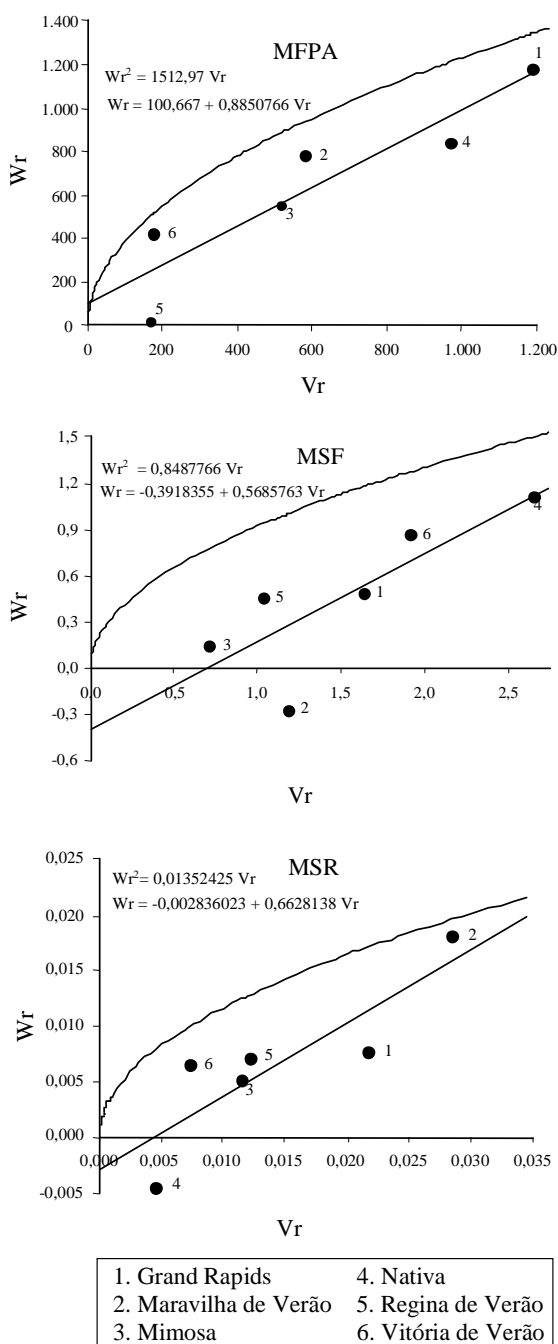 1.400
1.200
1.000
800
600
400
200
0
Wr
MFPA
Wr² = 1512,97 Vr
Wr = 100,667 + 0,8850766 Vr
1
2
3
4
5
6
0 200 400 600 800 1.000 1.200
Vr
1,5
1,2
0,9
0,6
0,3
0,0
-0,3
-0,6
Wr
MSF
Wr² = 0,8487766 Vr
Wr = -0,3918355 + 0,5685763 Vr
4
6
5
1
3
2
0,0 0,5 1,0 1,5 2,0 2,5
Vr
0,025
0,020
0,015
0,010
0,005
0,000
-0,005
Wr
MSR
Wr²= 0,01352425 Vr
Wr = -0,002836023 + 0,6628138 Vr
2
1
5
6
3
4
0,000 0,005 0,010 0,015 0,020 0,025 0,030 0,035
Vr
1. Grand Rapids 4. Nativa
2. Maravilha de Verão 5. Regina de Verão
3. Mimosa 6. Vitória de Verão